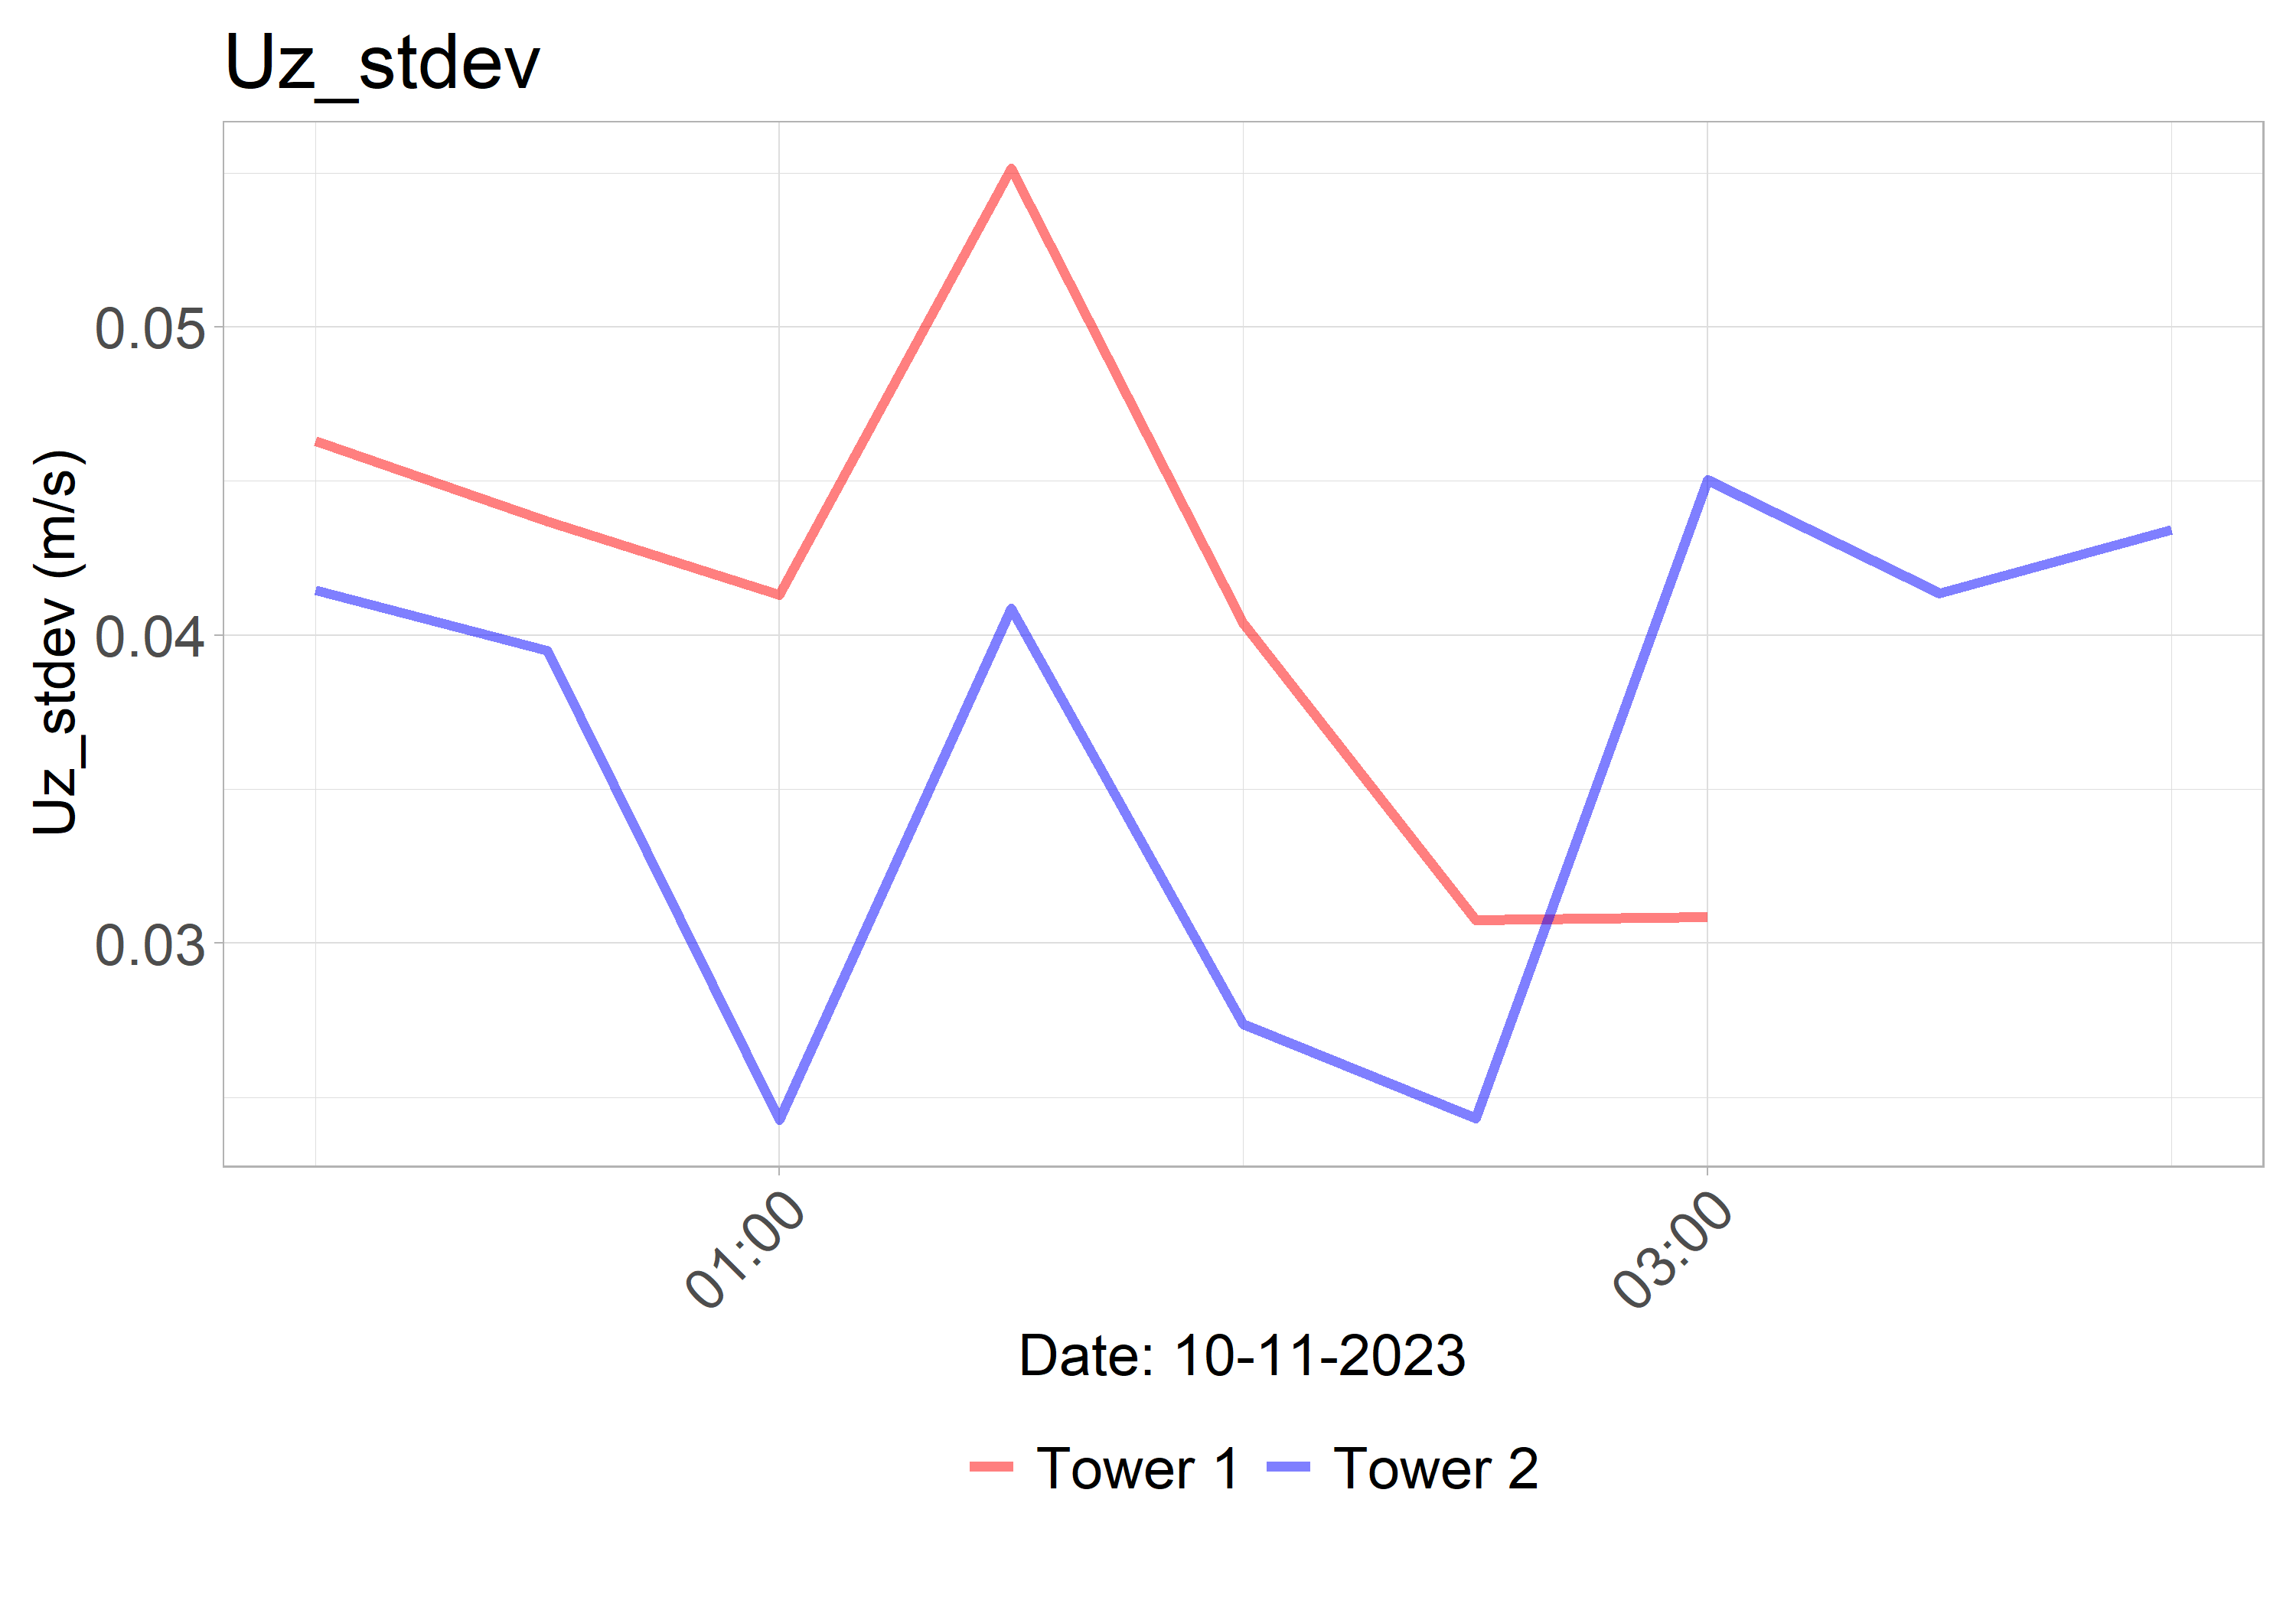 Uz_stdev
Uz_stdev (m/s)
0.05
0.04
0.03
01:00
03:00
Date: 10-11-2023
Tower 1
Tower 2